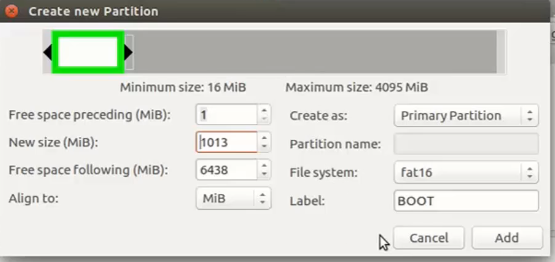 Create new Partition
Minimum size: 16 MiB Maximum size: 4095 MiB
Free space preceding (MiB): 1 Create as: Primary Partition
New size (MiB): 1013 Partition name:
Free space following (MiB): 6438 File system: fat16
Align to: MiB Label: BOOT
Cancel Add